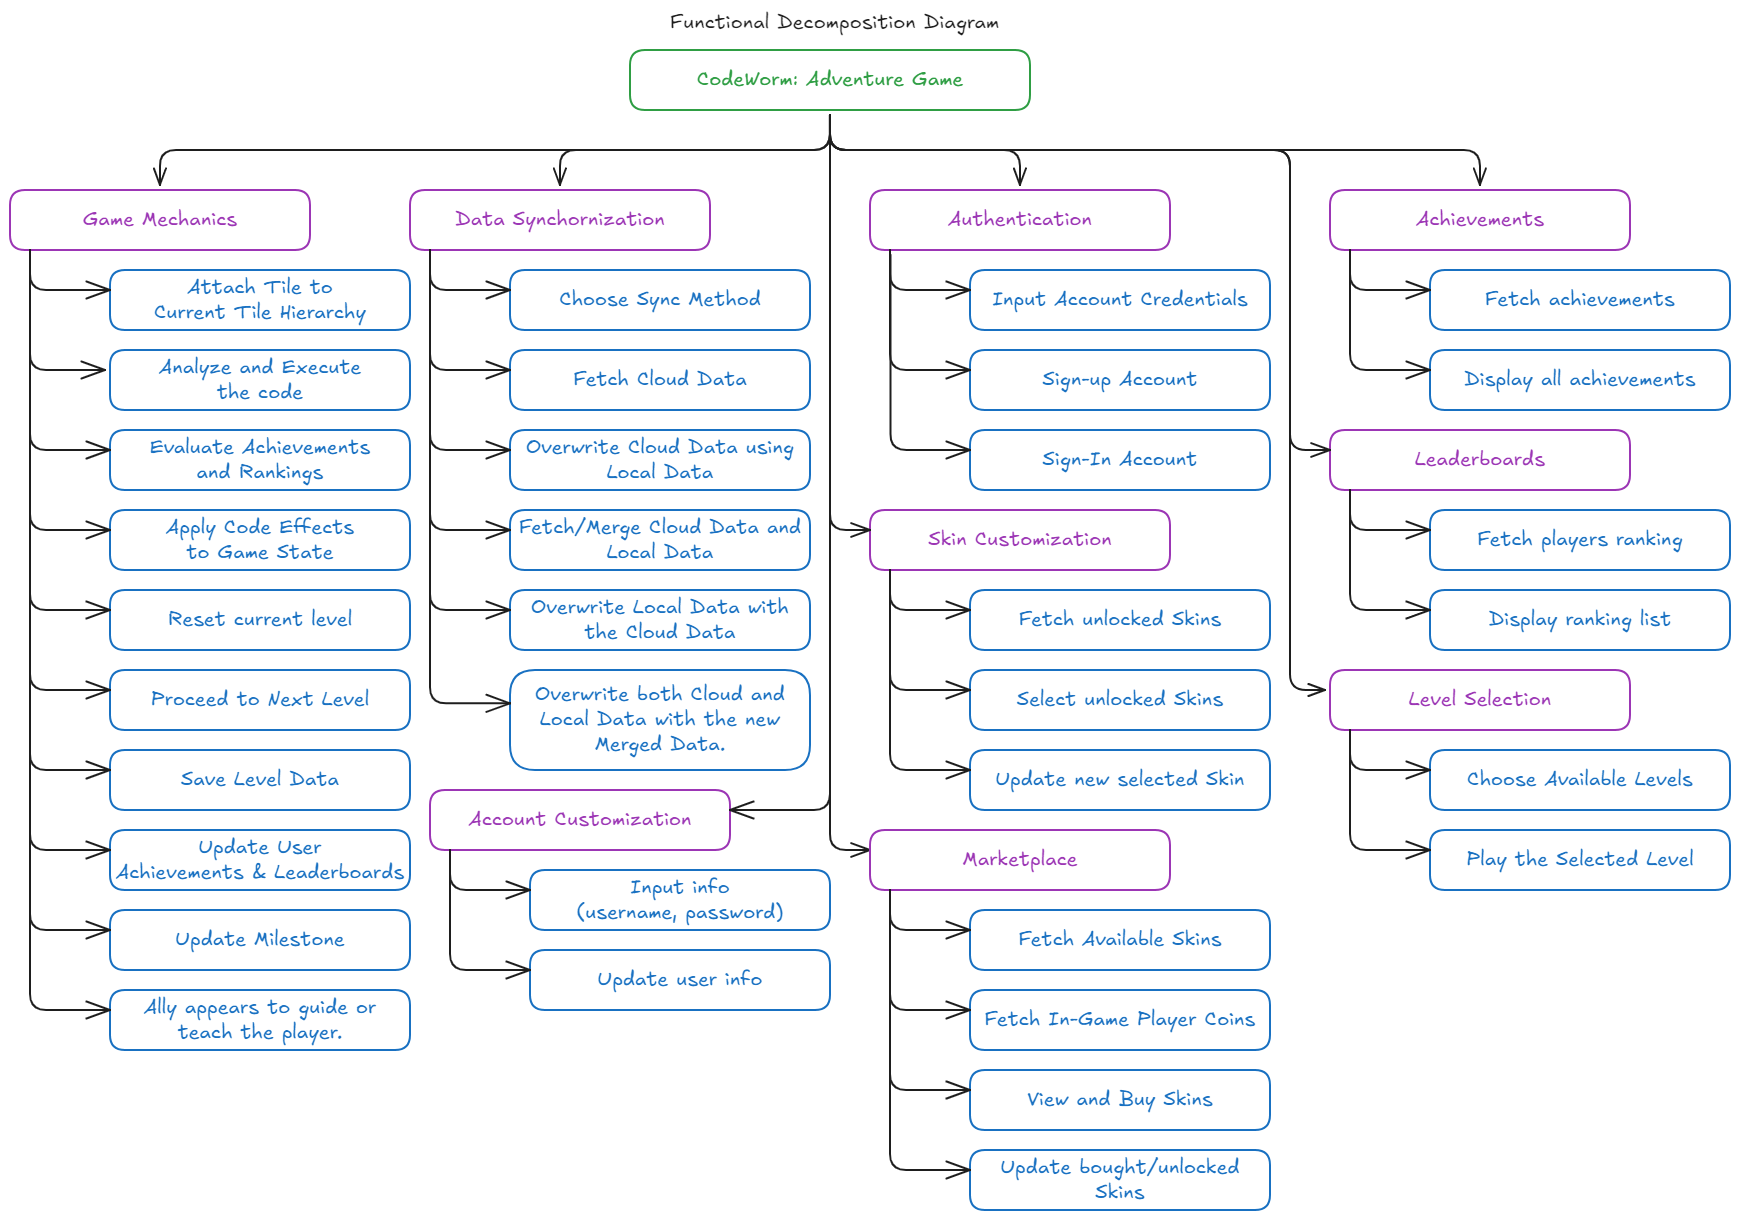 Functional Decomposition Diagram
CodeWorm: Adventure Game
Game Mechanics
Attach Tile to
Current Tile Hierarchy
Analyze and Execute
the code
Evaluate Achievements
and Rankings
Apply Code Effects
to Game State
Reset current level
Proceed to Next Level
Save Level Data
Update User
Achievements & Leaderboards
Update Milestone
Ally appears to guide or
teach the player.
Data Synchornization
Choose Sync Method
Fetch Cloud Data
Overwrite Cloud Data using
Local Data
Fetch/Merge Cloud Data and
Local Data
Overwrite Local Data with
the Cloud Data
Overwrite both Cloud and
Local Data with the new
Merged Data.
Account Customization
Input info
(username, password)
Update user info
Authentication
Input Account Credentials
Sign-up Account
Sign-In Account
Skin Customization
Fetch unlocked Skins
Select unlocked Skins
Update new selected Skin
Marketplace
Fetch Available Skins
Fetch In-Game Player Coins
View and Buy Skins
Update bought/unlocked
Skins
Achievements
Fetch achievements
Display all achievements
Leaderboards
Fetch players ranking
Display ranking list
Level Selection
Choose Available Levels
Play the Selected Level